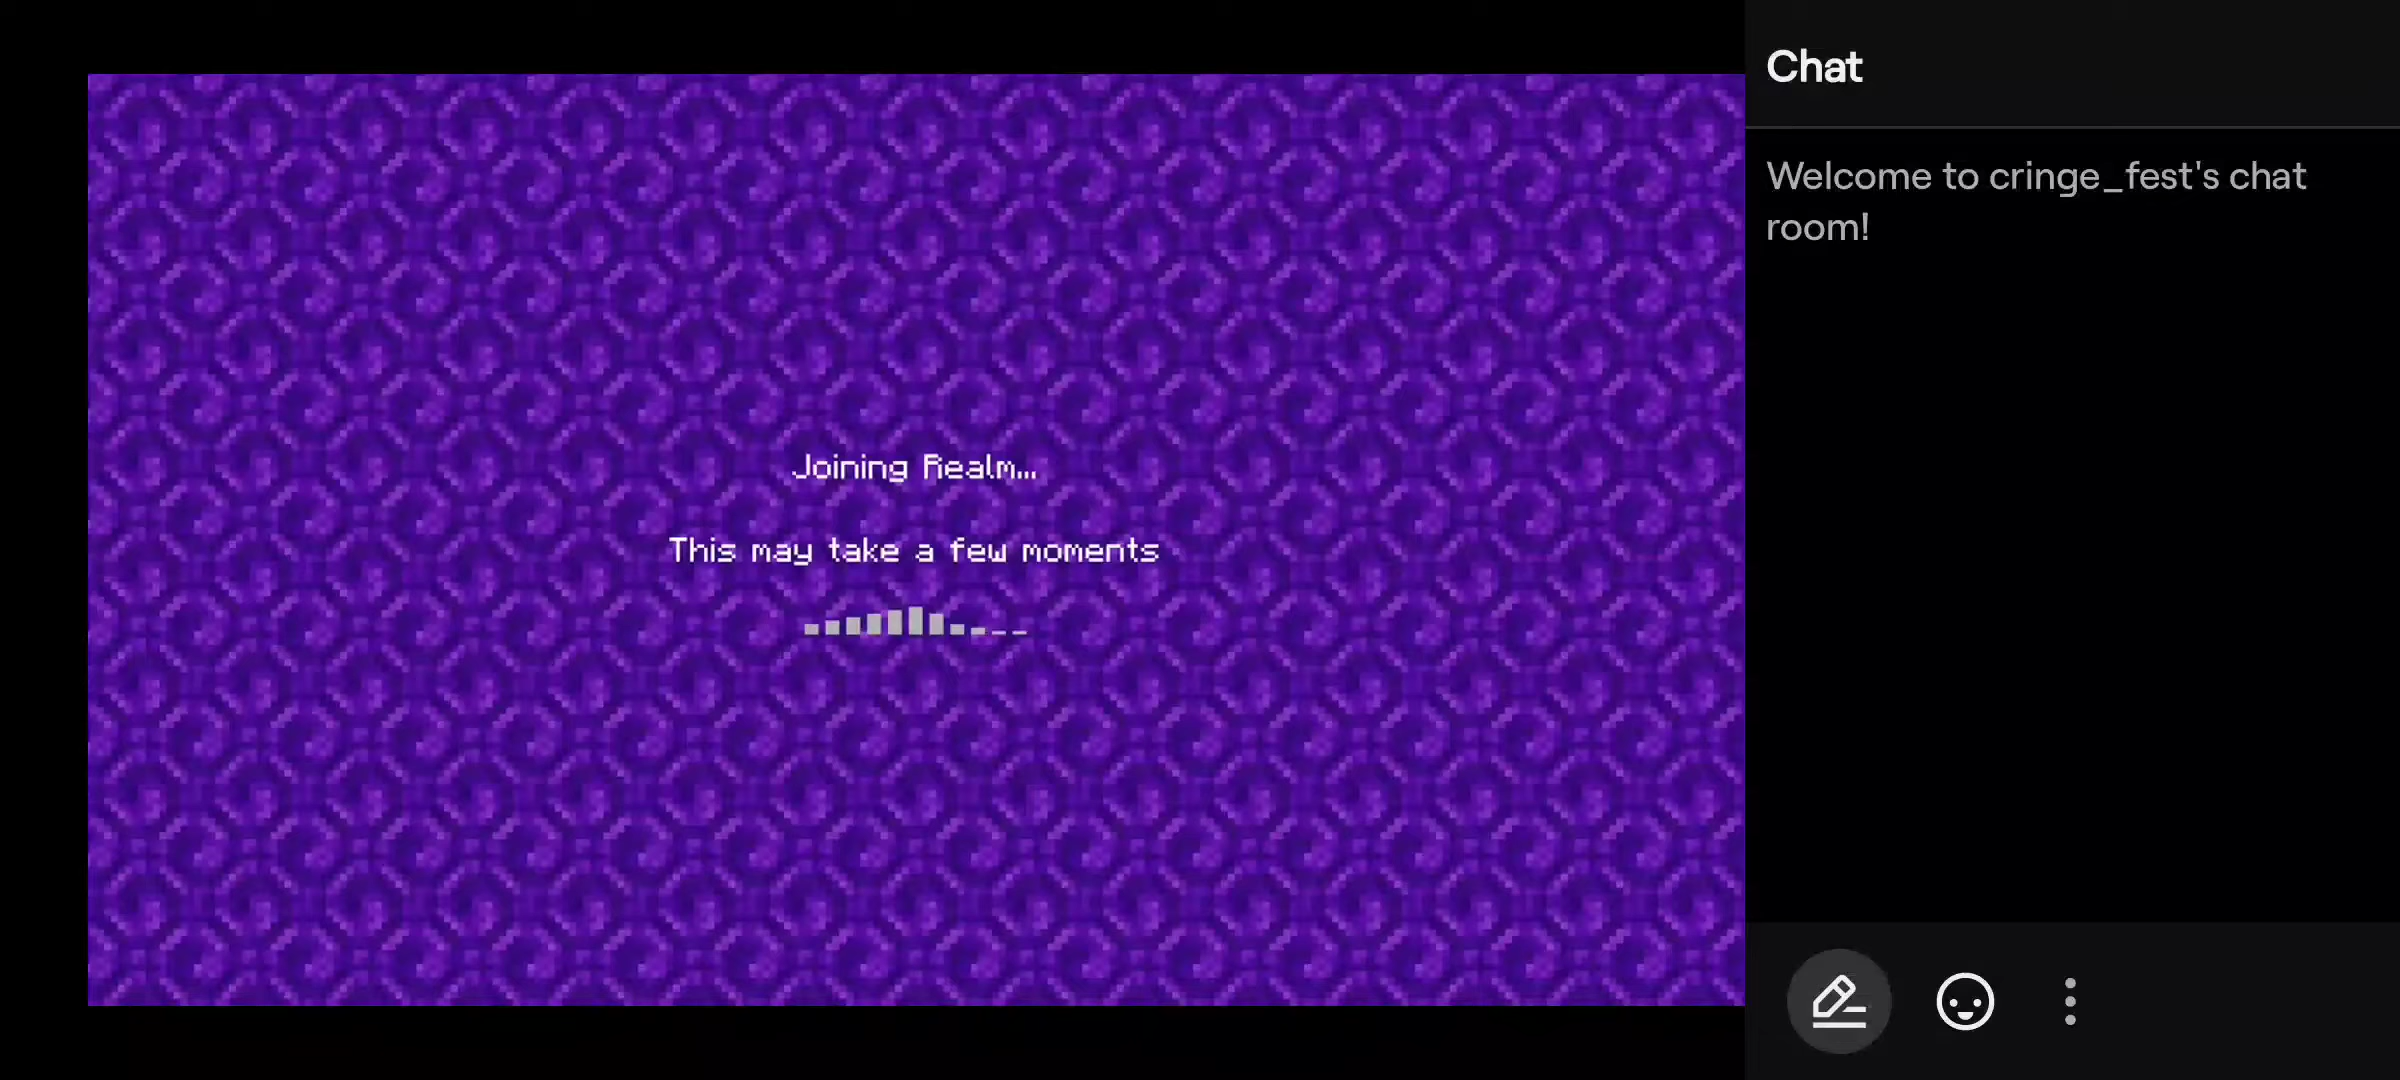 Joining Realm...
This may take a few moments
Chat
Welcome to cringe_fest's chat
room!